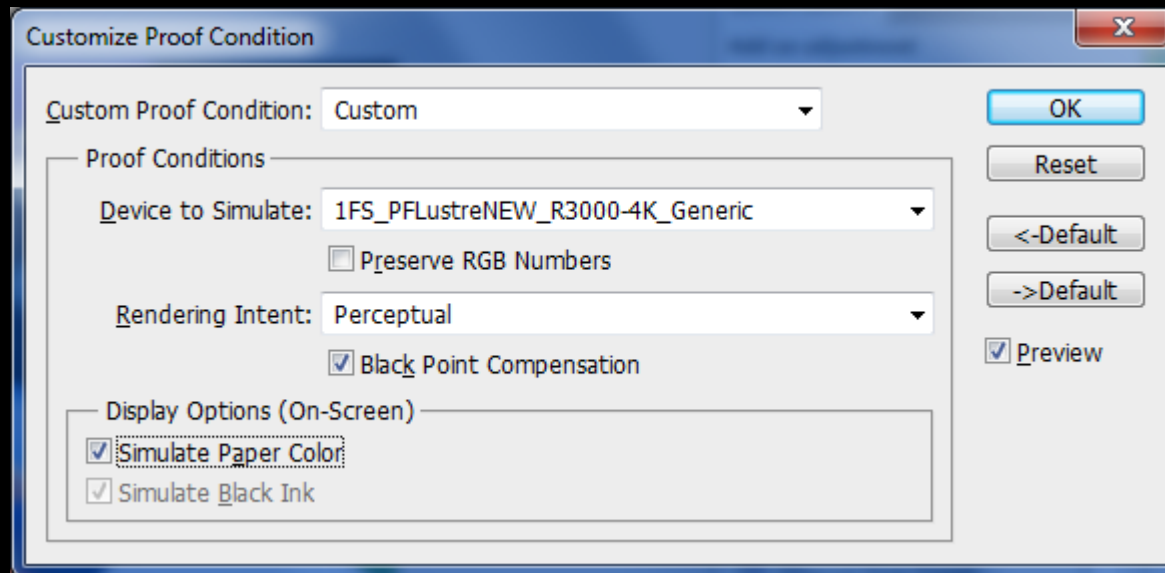 Customize Proof Condition
Custom Proof Condition: Custom
OK
Proof Conditions
Reset
Device to Simulate: 1FS_PFLustreNEW_R3000-4K_Generic
<-Default
Preserve RGB Numbers
->Default
Rendering Intent: Perceptual
Preview
Black Point Compensation
Display Options (On-Screen)
Simulate Paper Color
Simulate Black Ink